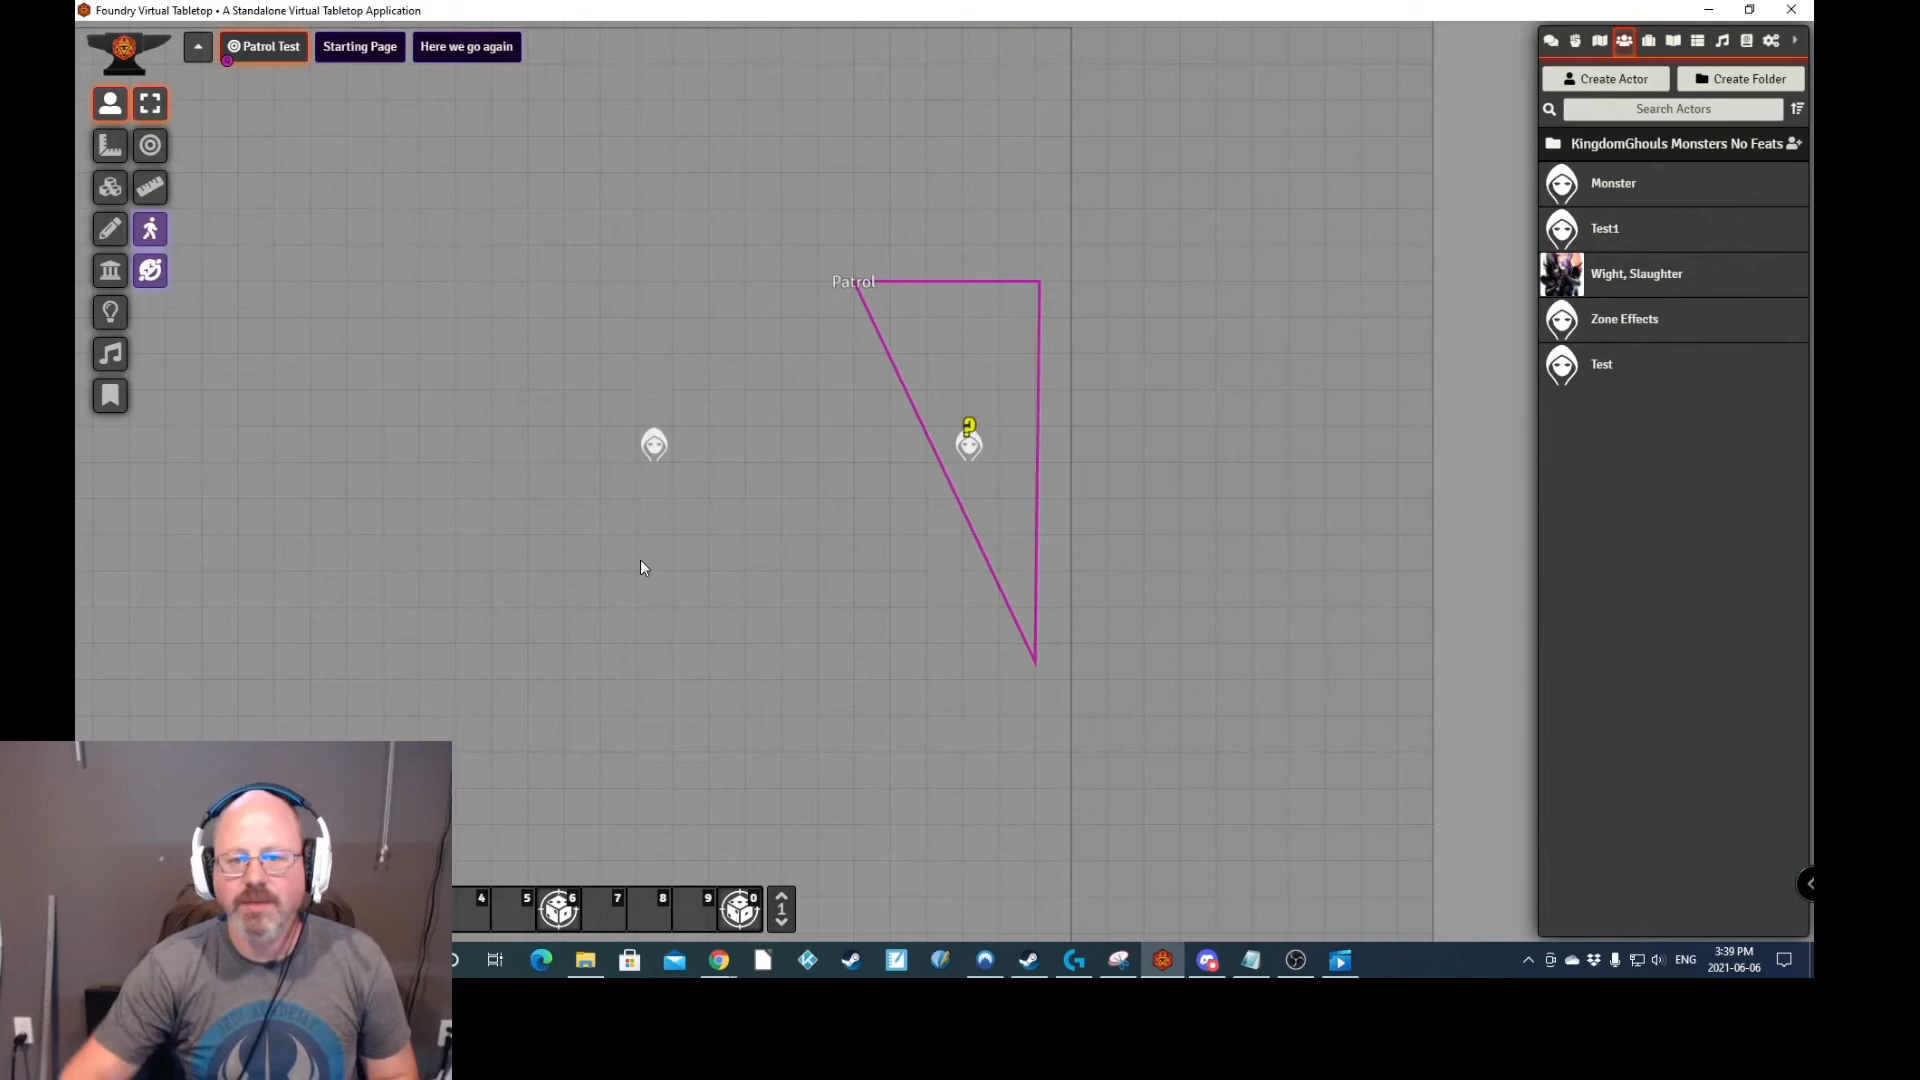 Foundry Virtual Tabletop • A Standalone Virtual Tabletop Application
Patrol Test
Starting Page
Here we go again
Create Actor
Create Folder
Search Actors
KingdomGhouls Monsters No Feats
Monster
Test1
Wight, Slaughter
Zone Effects
Test
Patrol
?
4
5
6
7
8
9
0
1
ENG
3:39 PM
2021-06-06